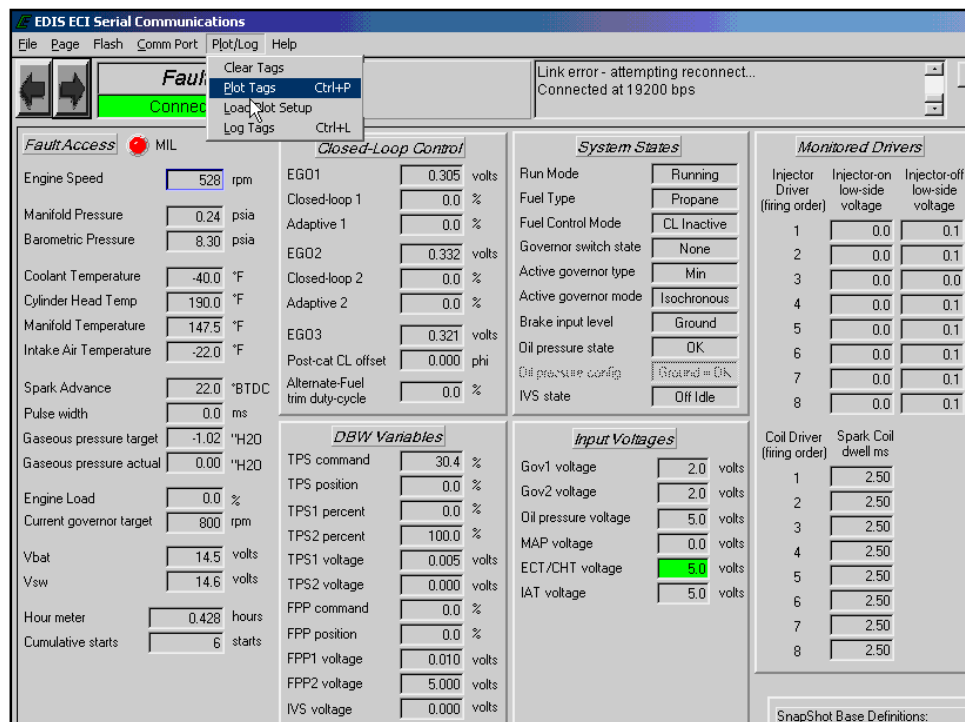 EDIS ECI Serial Communications
File Page Flash Comm Port Plot/Log Help
Clear Tags
Plot Tags Ctrl+P
Load Plot Setup
Log Tags Ctrl+L
Link error - attempting reconnect...
Connected at 19200 bps
Fault Access MIL
Engine Speed 528 rpm
Manifold Pressure 0.24 psia
Barometric Pressure 8.30 psia
Coolant Temperature -40.0 °F
Cylinder Head Temp 190.0 °F
Manifold Temperature 147.5 °F
Intake Air Temperature -22.0 °F
Spark Advance 22.0 °BTDC
Pulse width 0.0 ms
Gaseous pressure target -1.02 "H2O
Gaseous pressure actual 0.00 "H2O
Engine Load 0.0 %
Current governor target 800 rpm
Vbat 14.5 volts
Vsw 14.6 volts
Hour meter 0.428 hours
Cumulative starts 6 starts
Closed-Loop Control
EGO1 0.305 volts
Closed-loop 1 0.0 %
Adaptive 1 0.0 %
EGO2 0.332 volts
Closed-loop 2 0.0 %
Adaptive 2 0.0 %
EGO3 0.321 volts
Post-cat CL offset 0.000 phi
Alternate-Fuel
trim duty-cycle 0.0 %
DBW Variables
TPS command 30.4 %
TPS position 0.0 %
TPS1 percent 0.0 %
TPS2 percent 100.0 %
TPS1 voltage 0.005 volts
TPS2 voltage 0.000 volts
FPP command 0.0 %
FPP position 0.0 %
FPP1 voltage 0.010 volts
FPP2 voltage 5.000 volts
IVS voltage 0.000 volts
System States
Run Mode Running
Fuel Type Propane
Fuel Control Mode CL Inactive
Governor switch state None
Active governor type Min
Active governor mode Isochronous
Brake input level Ground
Oil pressure state OK
Oil pressure config Ground = OK
IVS state Off Idle
Input Voltages
Gov1 voltage 2.0 volts
Gov2 voltage 2.0 volts
Oil pressure voltage 5.0 volts
MAP voltage 0.0 volts
ECT/CHT voltage 5.0 volts
IAT voltage 5.0 volts
Monitored Drivers
Injector Injector-on Injector-off
Driver low-side low-side
(firing order) voltage voltage
1 0.0 0.1
2 0.0 0.1
3 0.0 0.0
4 0.0 0.1
5 0.0 0.1
6 0.0 0.1
7 0.0 0.1
8 0.0 0.1
Coil Driver Spark Coil
(firing order) dwell ms
1 2.50
2 2.50
3 2.50
4 2.50
5 2.50
6 2.50
7 2.50
8 2.50
SnapShot Base Definitions: